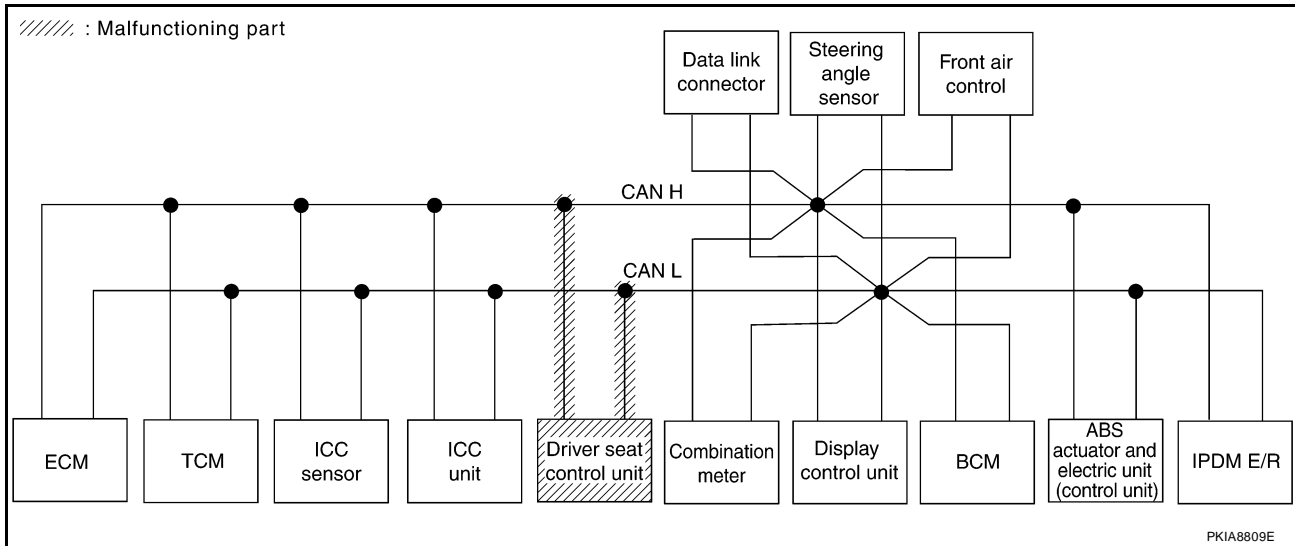 : Malfunctioning part
Data link
connector
Steering
angle
sensor
Front air
control
CAN H
CAN L
ECM
TCM
ICC
sensor
ICC
unit
Driver seat
control unit
Combination
meter
Display
control unit
BCM
ABS
actuator and
electric unit
(control unit)
IPDM E/R
PKIA8809E